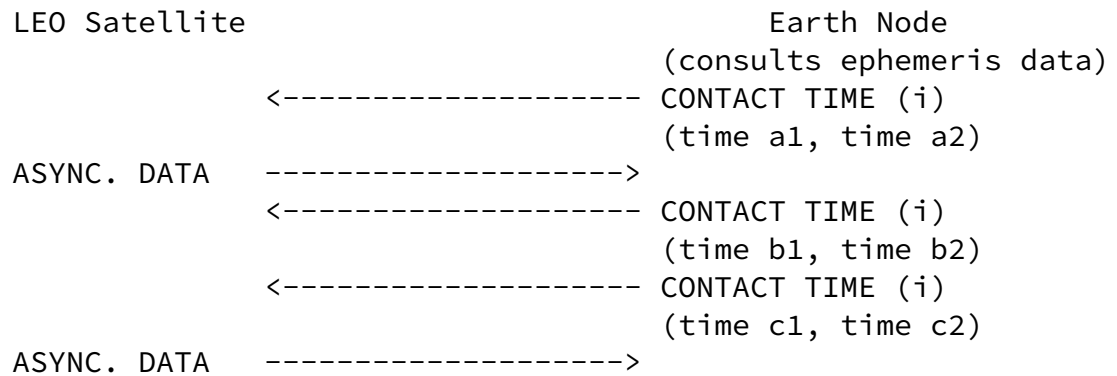 LEO Satellite                             Earth Node
                                    (consults ephemeris data)
              <--------------------- CONTACT TIME (i)
                                    (time a1, time a2)
ASYNC. DATA   -------------------->
              <--------------------- CONTACT TIME (i)
                                    (time b1, time b2)
              <--------------------- CONTACT TIME (i)
                                    (time c1, time c2)
ASYNC. DATA   -------------------->